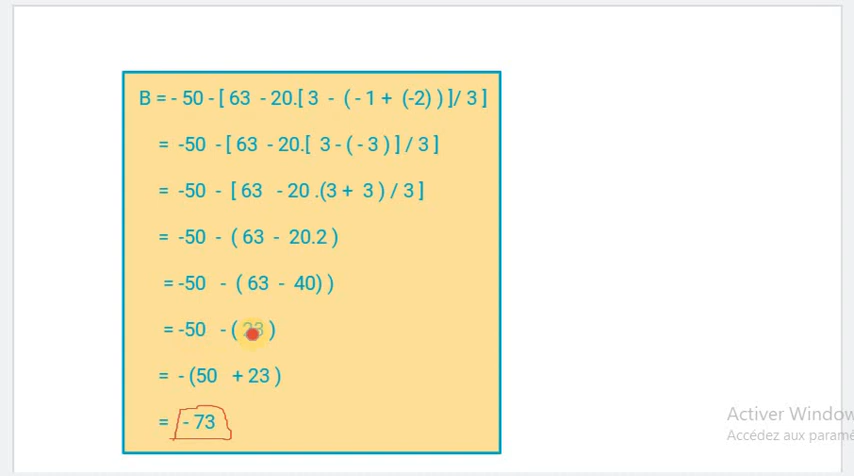 B = - 50 - [ 63 - 20.[ 3 - ( - 1 + (-2) ) ]/ 3 ]
= -50 - [ 63 - 20.[ 3 - ( - 3 ) ] / 3 ]
= -50 - [ 63 - 20 .(3 + 3 ) / 3 ]
= -50 - ( 63 - 20.2 )
= -50 - ( 63 - 40) )
= -50 - ( 23 )
= - (50 + 23 )
= - 73
Activer Window
Accédez aux paramè